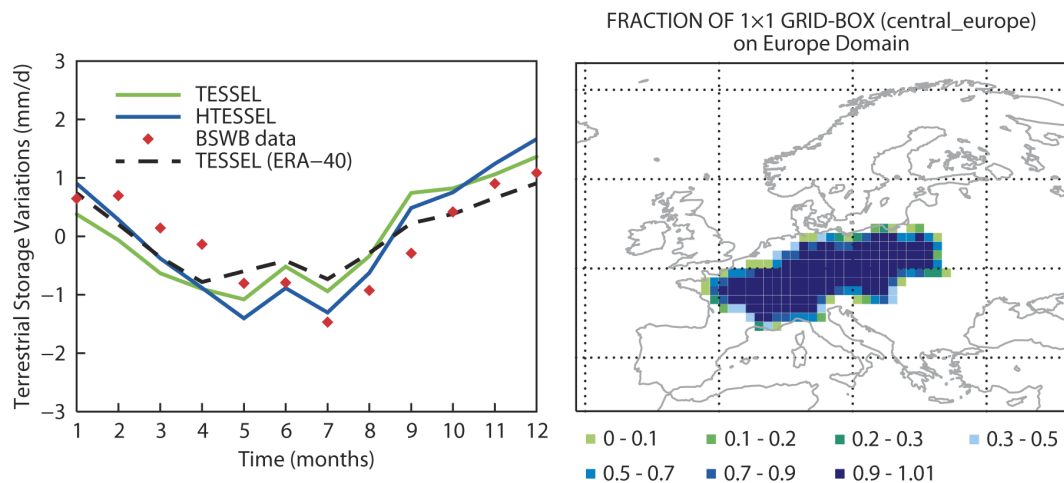 Terrestrial Storage Variations (mm/d)
3
2
1
0
−1
−2
−3
TESSEL
HTESSEL
BSWB data
TESSEL (ERA−40)
1 2 3 4 5 6 7 8 9 10 11 12
Time (months)
FRACTION OF 1×1 GRID-BOX (central_europe)
on Europe Domain
0 - 0.1 0.1 - 0.2 0.2 - 0.3 0.3 - 0.5
0.5 - 0.7 0.7 - 0.9 0.9 - 1.01